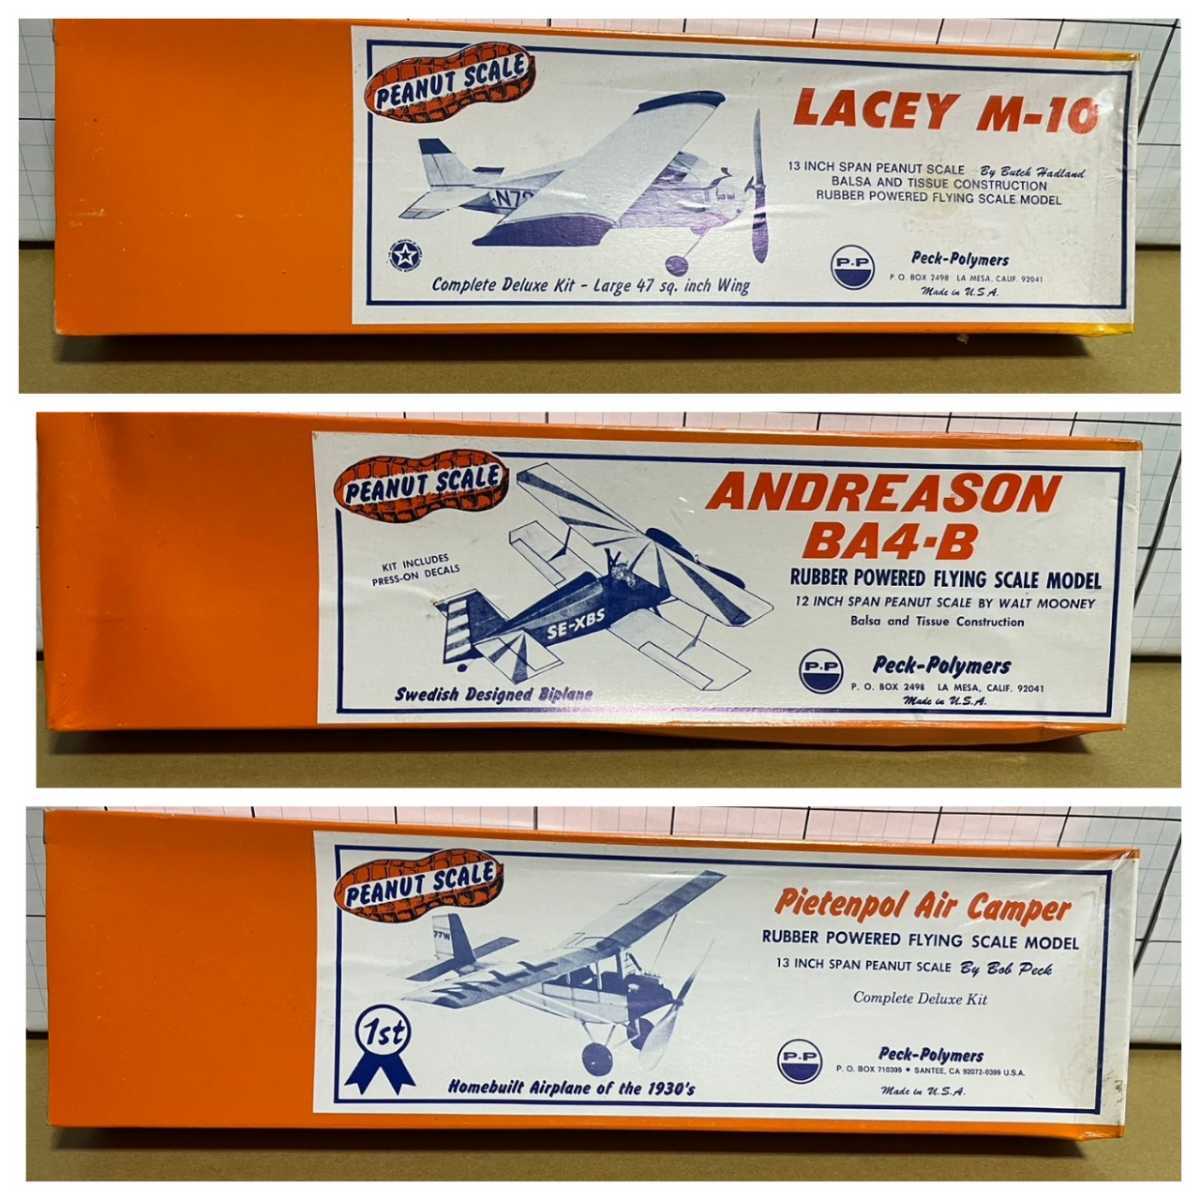 PEANUT SCALE
LACEY M-10
13 INCH SPAN PEANUT SCALE By Butch Hadland
BALSA AND TISSUE CONSTRUCTION
RUBBER POWERED FLYING SCALE MODEL
Complete Deluxe Kit - Large 47 sq. inch Wing
P.P
Peck-Polymers
P. O. BOX 2498 LA MESA, CALIF. 92041
Made in U.S.A.
PEANUT SCALE
KIT INCLUDES
PRESS-ON DECALS
SE-XBS
Swedish Designed Biplane
ANDREASON
BA4-B
RUBBER POWERED FLYING SCALE MODEL
12 INCH SPAN PEANUT SCALE BY WALT MOONEY
Balsa and Tissue Construction
P.P
Peck-Polymers
P. O. BOX 2498 LA MESA, CALIF. 92041
Made in U.S.A.
PEANUT SCALE
77W
1st
Homebuilt Airplane of the 1930's
Pietenpol Air Camper
RUBBER POWERED FLYING SCALE MODEL
13 INCH SPAN PEANUT SCALE By Bob Peck
Complete Deluxe Kit
P.P
Peck-Polymers
P. O. BOX 710399 • SANTEE, CA 92072-0399 U.S.A.
Made in U.S.A.